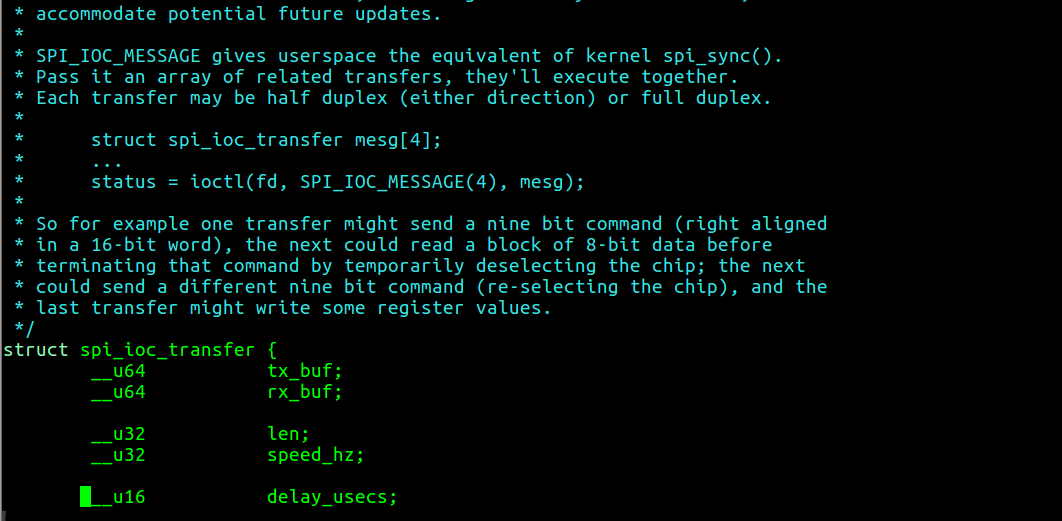 * accommodate potential future updates.
*
* SPI_IOC_MESSAGE gives userspace the equivalent of kernel spi_sync().
* Pass it an array of related transfers, they'll execute together.
* Each transfer may be half duplex (either direction) or full duplex.
*
*      struct spi_ioc_transfer mesg[4];
*      ...
*      status = ioctl(fd, SPI_IOC_MESSAGE(4), mesg);
*
* So for example one transfer might send a nine bit command (right aligned
* in a 16-bit word), the next could read a block of 8-bit data before
* terminating that command by temporarily deselecting the chip; the next
* could send a different nine bit command (re-selecting the chip), and the
* last transfer might write some register values.
*/
struct spi_ioc_transfer {
        __u64           tx_buf;
        __u64           rx_buf;

        __u32           len;
        __u32           speed_hz;

        __u16           delay_usecs;